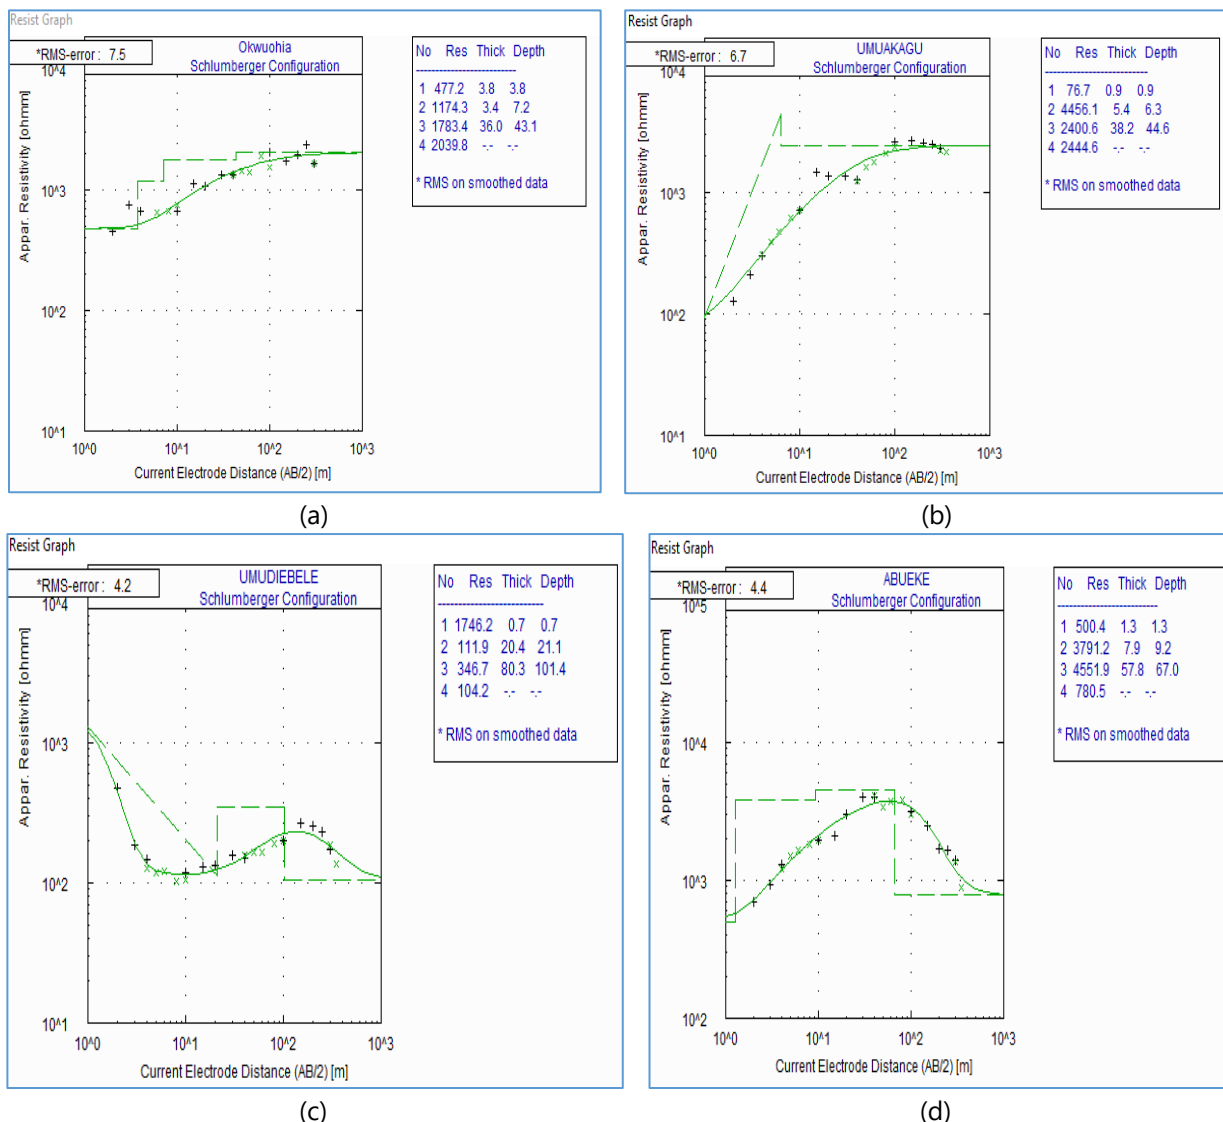 Resist Graph
*RMS-error : 7.5
Okwuohia
Schlumberger Configuration
No Res Thick Depth
-------------------------
1 477.2 3.8 3.8
2 1174.3 3.4 7.2
3 1783.4 36.0 43.1
4 2039.8 -.- -.-
* RMS on smoothed data
Appar. Resistivity [ohmm]
10^4
10^3
10^2
10^1
10^0 10^1 10^2 10^3
Current Electrode Distance (AB/2) [m]
(a)
Resist Graph
*RMS-error : 6.7
UMUAKAGU
Schlumberger Configuration
No Res Thick Depth
-------------------------
1 76.7 0.9 0.9
2 4456.1 5.4 6.3
3 2400.6 38.2 44.6
4 2444.6 -.- -.-
* RMS on smoothed data
Appar. Resistivity [ohmm]
10^4
10^3
10^2
10^1
10^0 10^1 10^2 10^3
Current Electrode Distance (AB/2) [m]
(b)
Resist Graph
*RMS-error : 4.2
UMUDIEBELE
Schlumberger Configuration
No Res Thick Depth
-------------------------
1 1746.2 0.7 0.7
2 111.9 20.4 21.1
3 346.7 80.3 101.4
4 104.2 -.- -.-
* RMS on smoothed data
Appar. Resistivity [ohmm]
10^4
10^3
10^2
10^1
10^0 10^1 10^2 10^3
Current Electrode Distance (AB/2) [m]
(c)
Resist Graph
*RMS-error : 4.4
ABUEKE
Schlumberger Configuration
No Res Thick Depth
-------------------------
1 500.4 1.3 1.3
2 3791.2 7.9 9.2
3 4551.9 57.8 67.0
4 780.5 -.- -.-
* RMS on smoothed data
Appar. Resistivity [ohmm]
10^5
10^4
10^3
10^2
10^0 10^1 10^2 10^3
Current Electrode Distance (AB/2) [m]
(d)